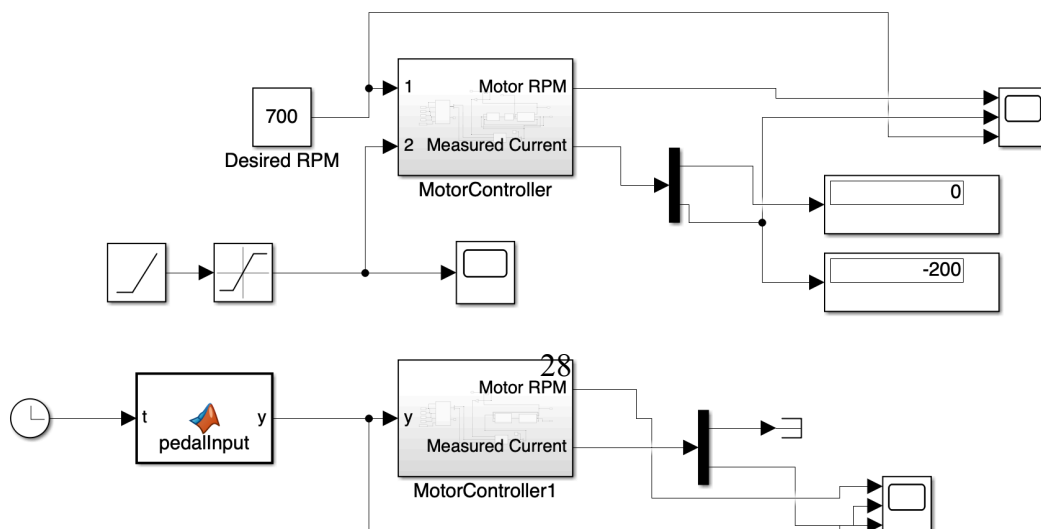 700
Desired RPM
1
2
Motor RPM
Measured Current
MotorController
0
-200
28
t
y
pedalInput
y
Motor RPM
Measured Current
MotorController1